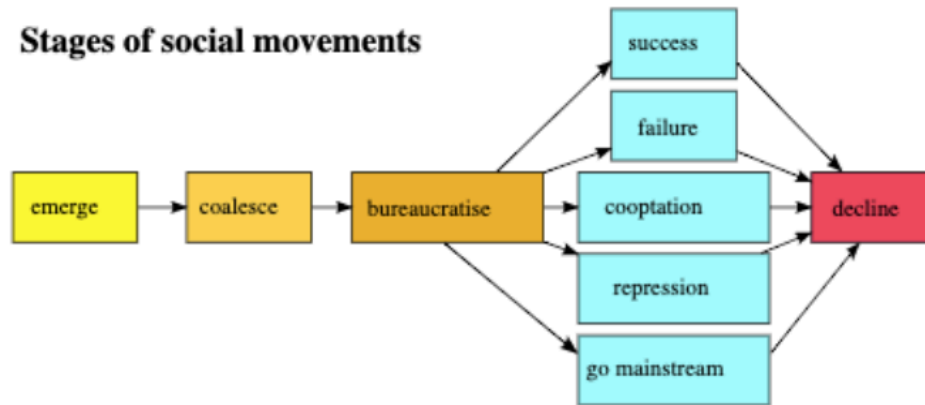 Stages of social movements
success
failure
emerge
coalesce
bureaucratise
cooptation
decline
repression
go mainstream